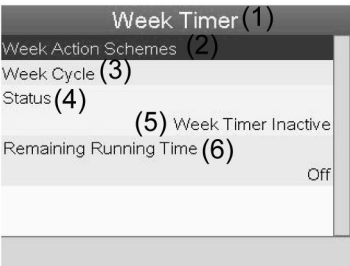 Week Timer (1)
Week Action Schemes (2)
Week Cycle (3)
Status (4)
(5) Week Timer Inactive
Remaining Running Time (6)
Off